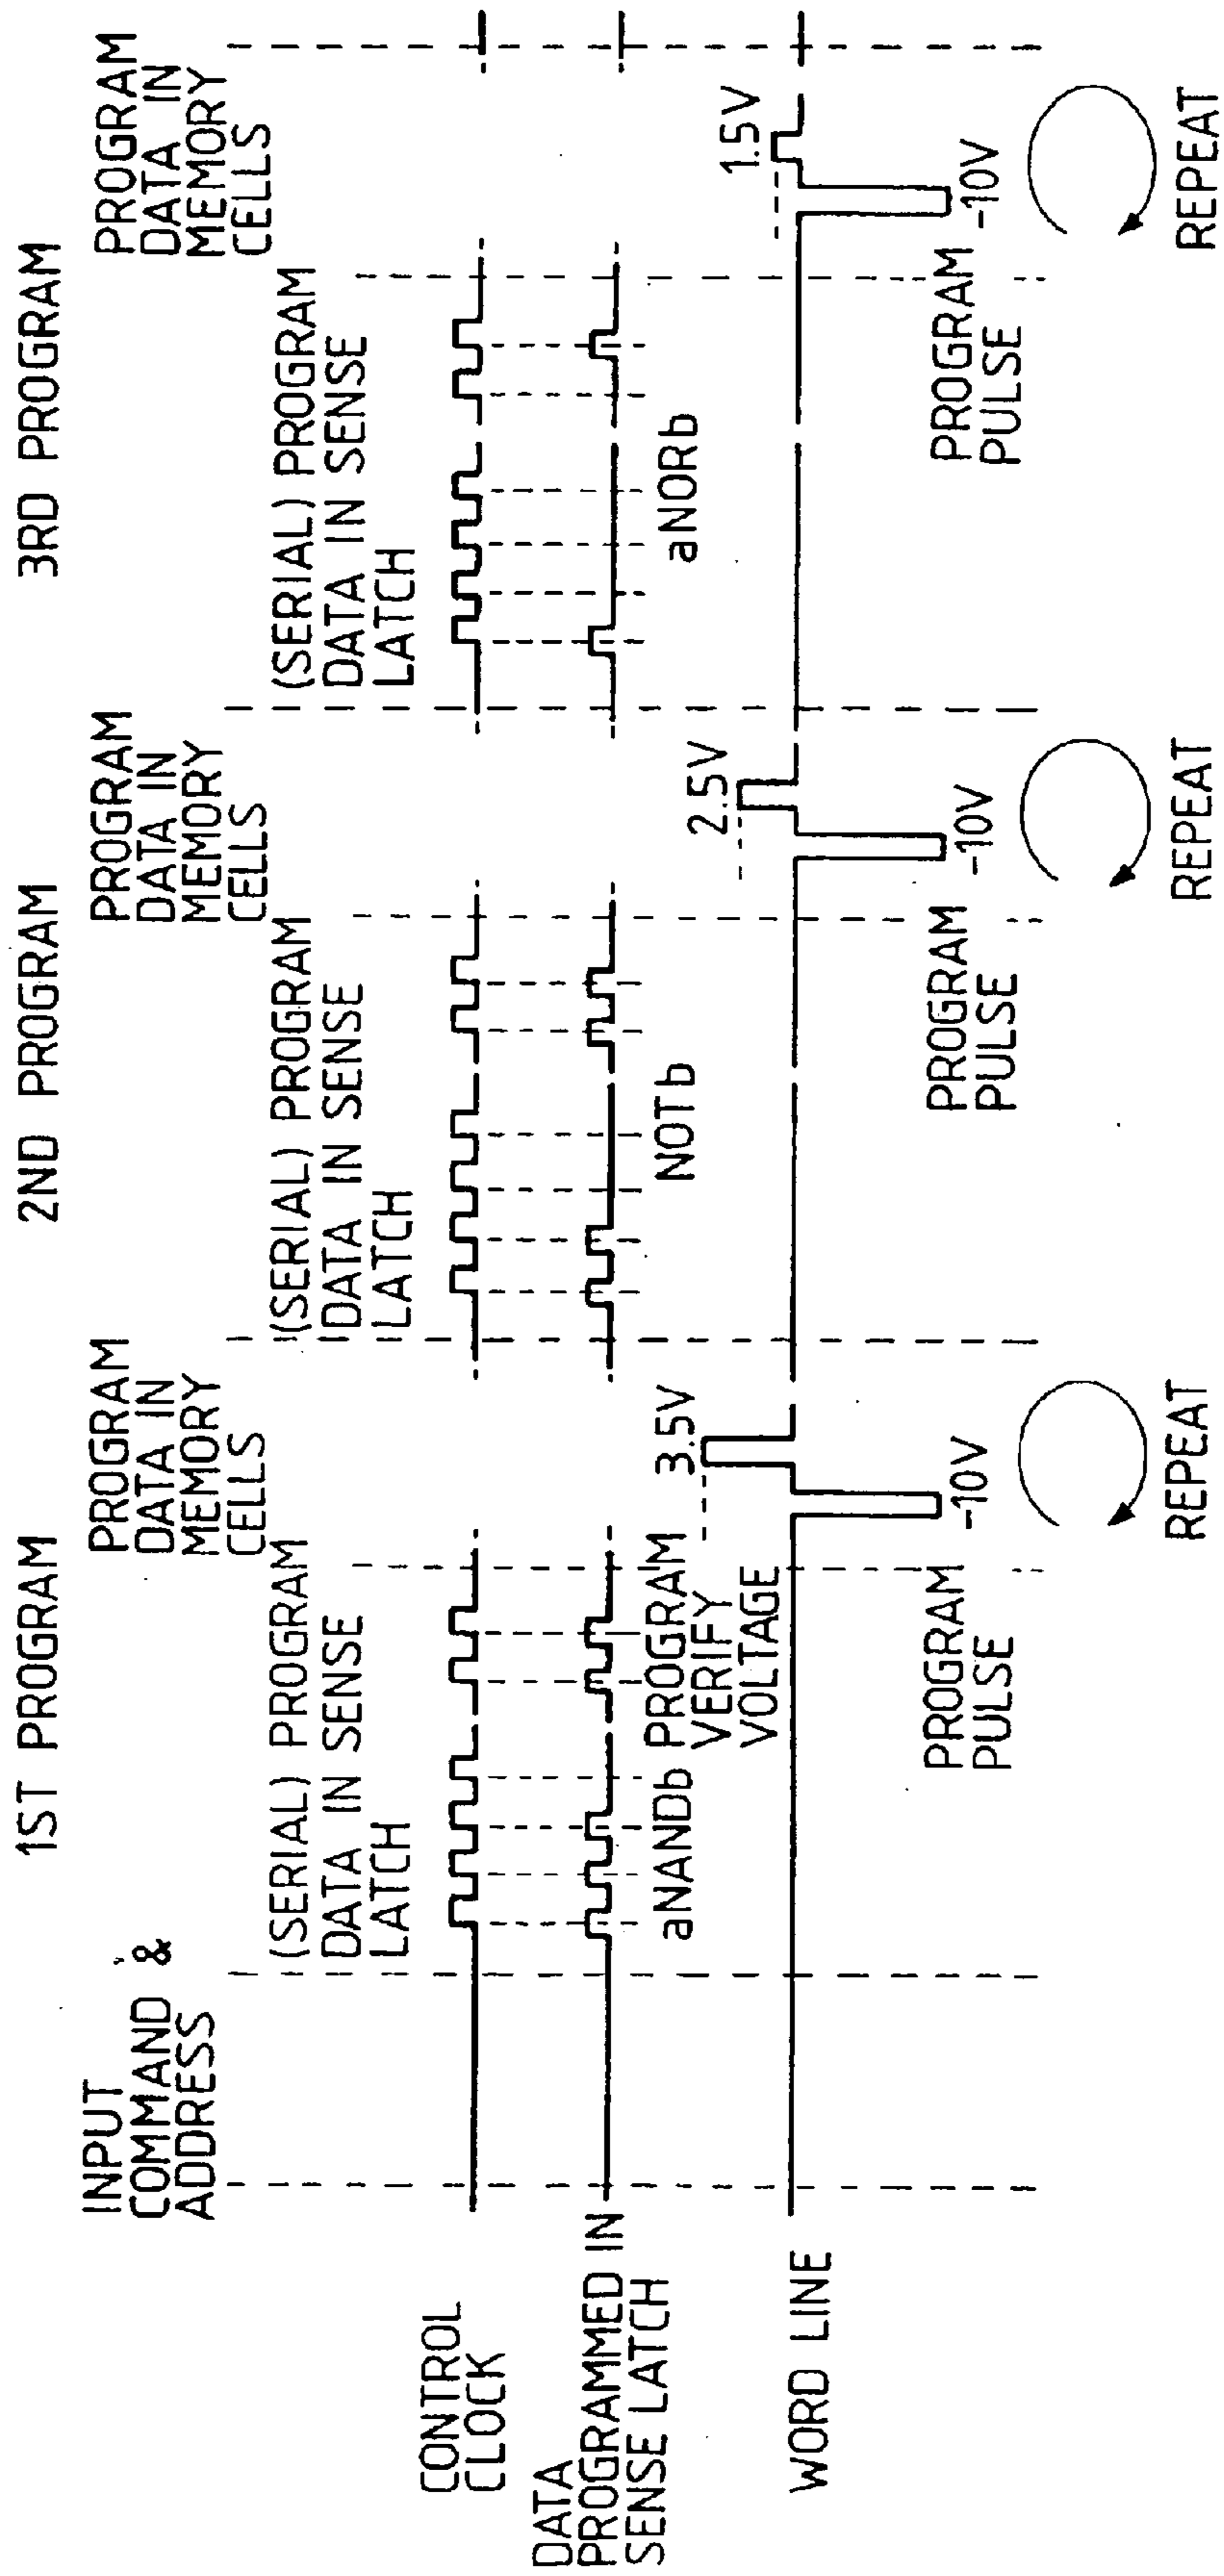 1ST PROGRAM
2ND PROGRAM
3RD PROGRAM
INPUT
COMMAND &
ADDRESS
PROGRAM
DATA IN
MEMORY
CELLS
PROGRAM
DATA IN
MEMORY
CELLS
PROGRAM
DATA IN
MEMORY
CELLS
(SERIAL) PROGRAM
DATA IN SENSE
LATCH
(SERIAL) PROGRAM
DATA IN SENSE
LATCH
(SERIAL) PROGRAM
DATA IN SENSE
LATCH
CONTROL
CLOCK
DATA
PROGRAMMED IN
SENSE LATCH
aNANDb
NOTb
aNORb
PROGRAM
VERIFY
VOLTAGE
3.5V
2.5V
1.5V
WORD LINE
PROGRAM
PULSE
-10V
PROGRAM
PULSE
-10V
PROGRAM
PULSE
-10V
REPEAT
REPEAT
REPEAT